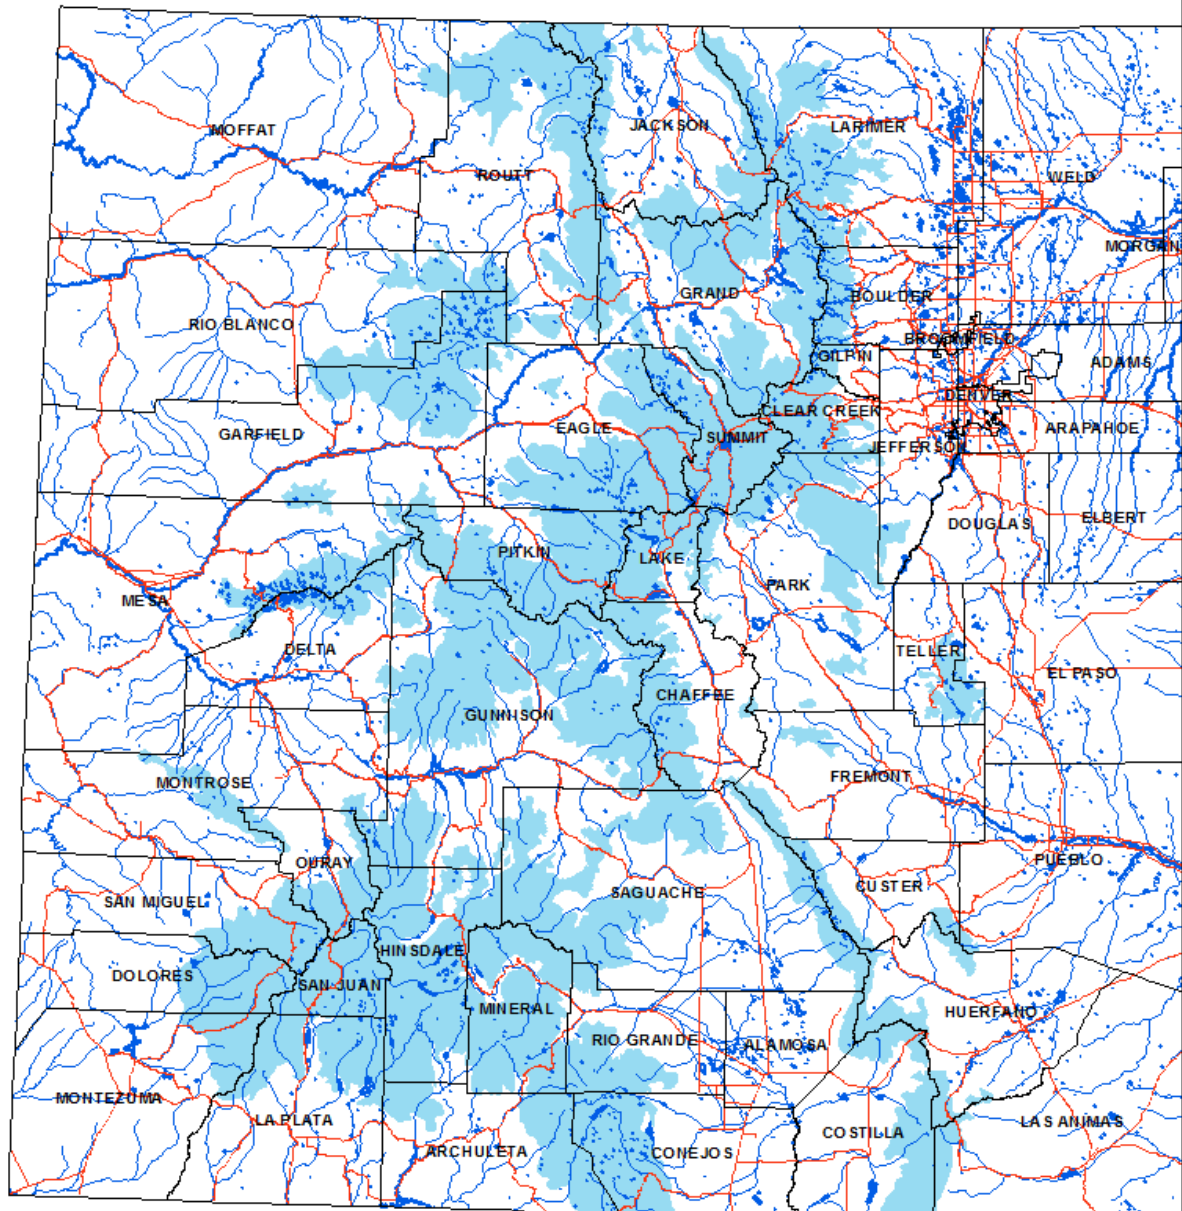 JACKSON
LARIMER
MOFFAT
ROUTT
WELD
MORGAN
GRAND
BOULDER
RIO BLANCO
BROOMFIELD
GILPIN
ADAMS
DENVER
CLEAR CREEK
EAGLE
ARAPAHOE
GARFIELD
SUMMIT
JEFFERSON
ELBERT
DOUGLAS
PITKIN
LAKE
PARK
MESA
DELTA
TELLER
EL PASO
CHAFFEE
GUNNISON
FREMONT
MONTROSE
PUEBLO
OURAY
CUSTER
SAGUACHE
SAN MIGUEL
HINSDALE
DOLORES
SAN JUAN
MINERAL
HUERFANO
RIO GRANDE
ALAMOSA
MONTEZUMA
LA PLATA
LAS ANIMAS
COSTILLA
ARCHULETA
CONEJOS